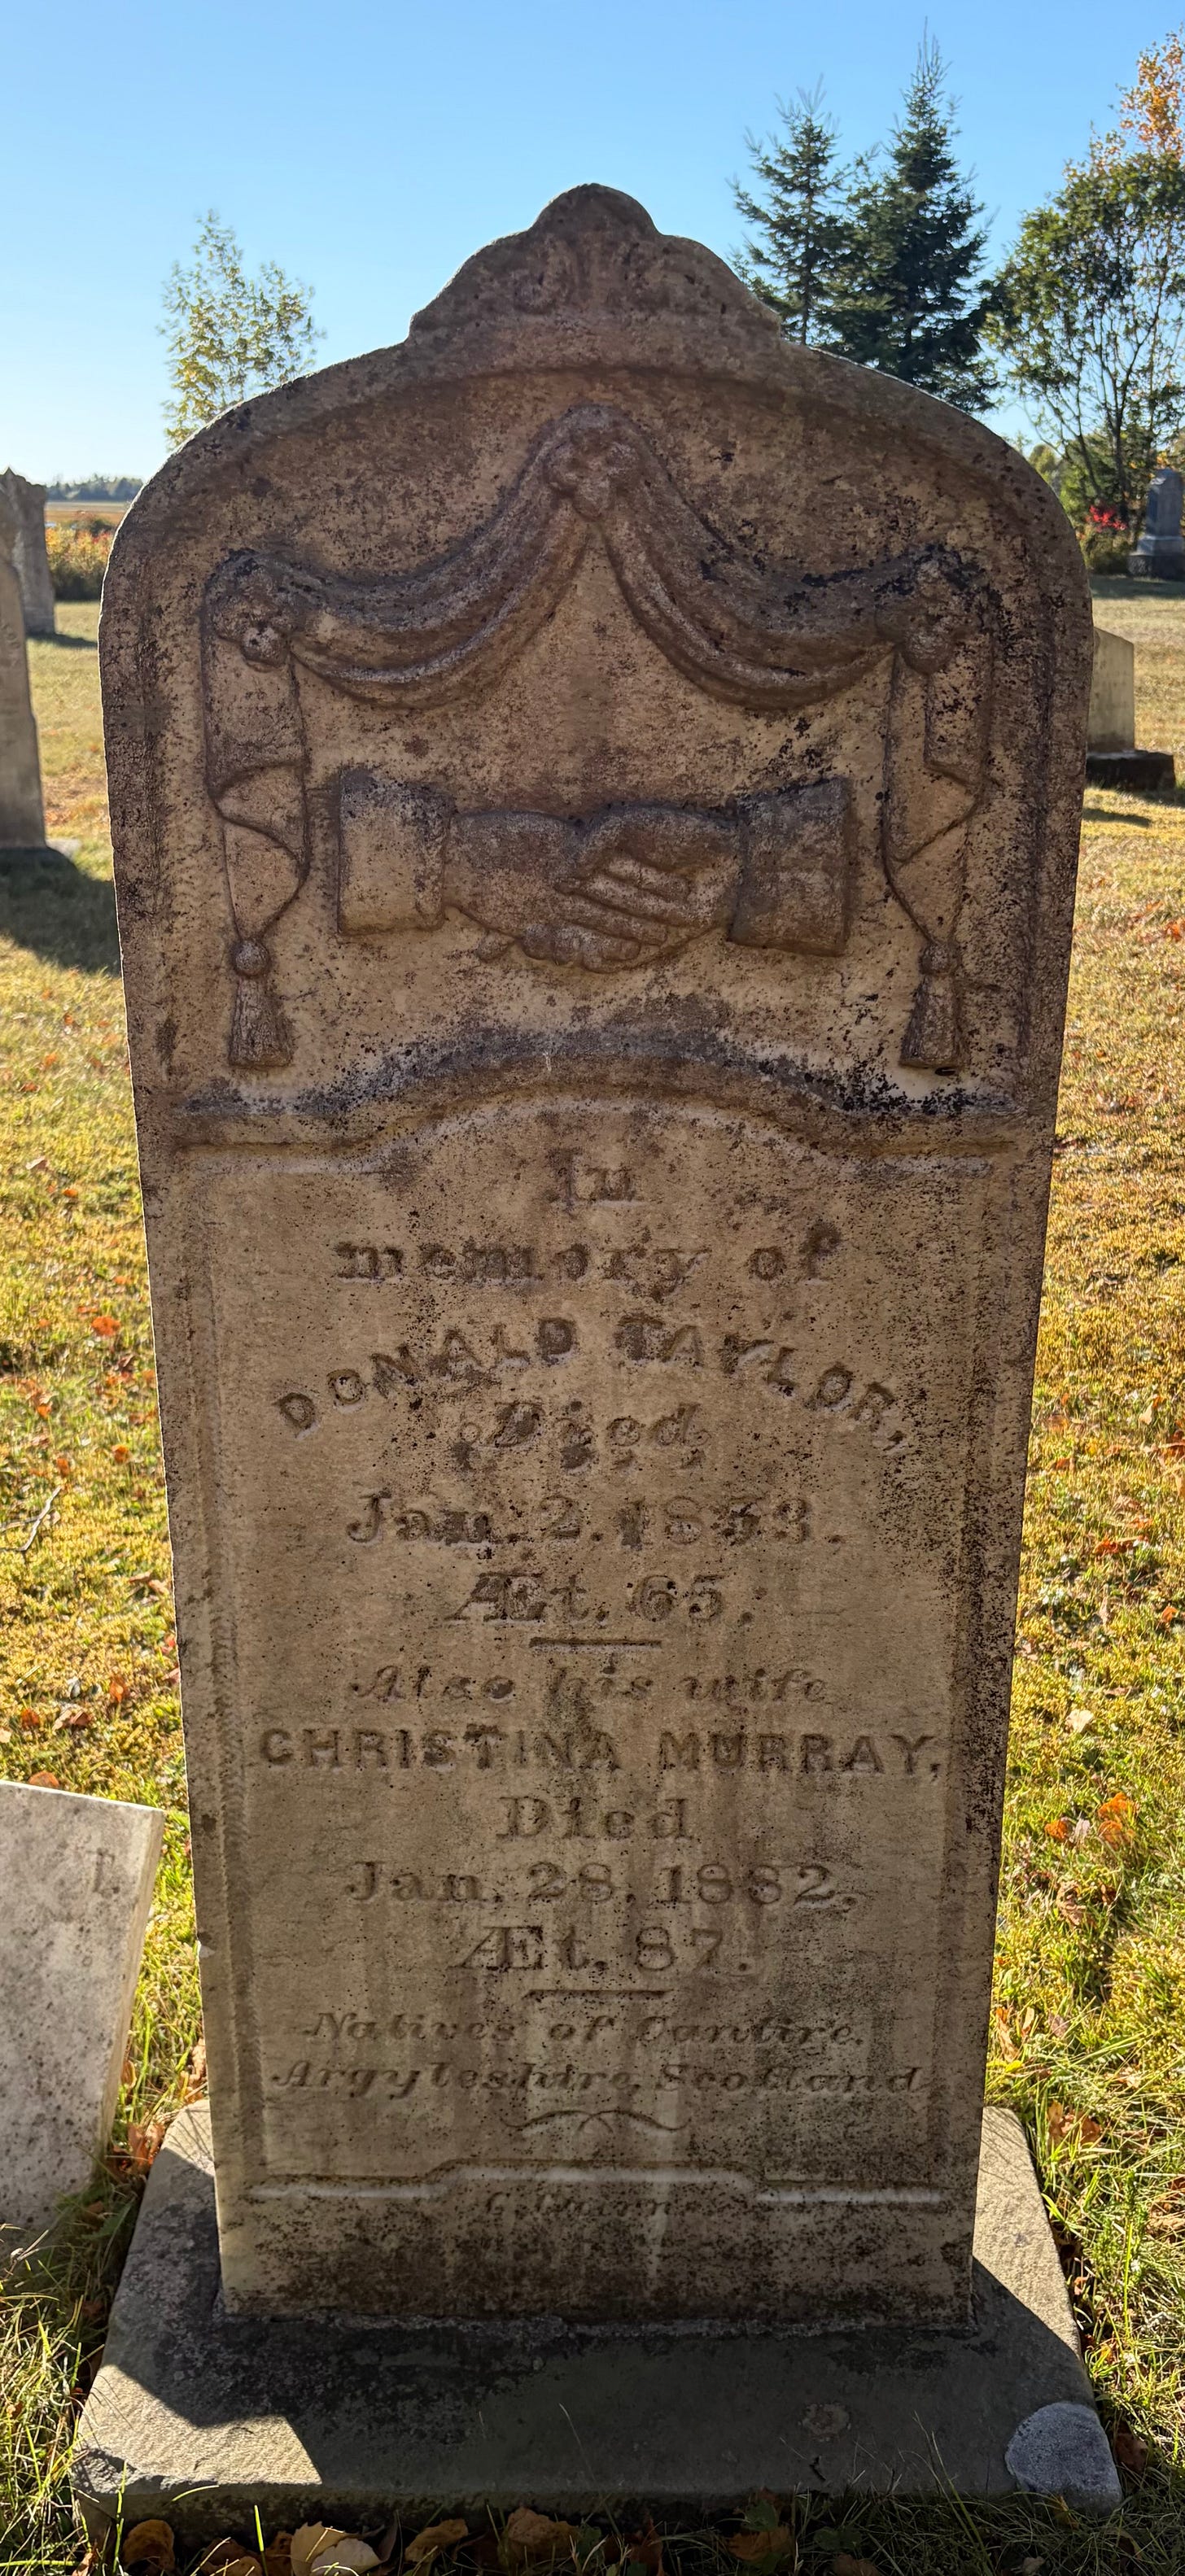 In
memory of
DONALD TAYLOR,
Died
Jan. 2. 1853.
Æt. 65.
Also his wife
CHRISTINA MURRAY,
Died
Jan. 28, 1882.
Æt. 87.
Natives of Cantire,
Argyleshire, Scotland